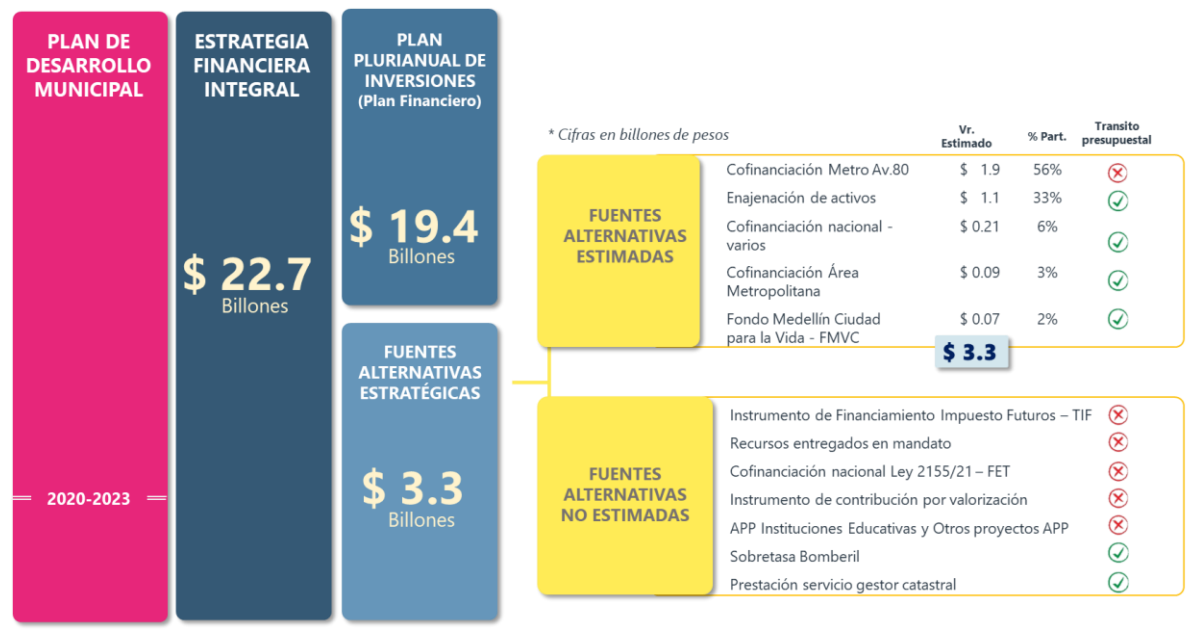 PLAN DE
DESARROLLO
MUNICIPAL
2020-2023
ESTRATEGIA
FINANCIERA
INTEGRAL
$ 22.7
Billones
PLAN
PLURIANUAL DE
INVERSIONES
(Plan Financiero)
$ 19.4
Billones
FUENTES
ALTERNATIVAS
ESTRATÉGICAS
$ 3.3
Billones
* Cifras en billones de pesos
Vr.
Estimado
% Part.
Transito
presupuestal
FUENTES
ALTERNATIVAS
ESTIMADAS
Cofinanciación Metro Av.80 $ 1.9 56%
Enajenación de activos $ 1.1 33%
Cofinanciación nacional - $ 0.21 6%
varios
Cofinanciación Área $ 0.09 3%
Metropolitana
Fondo Medellín Ciudad $ 0.07 2%
para la Vida - FMVC
$ 3.3
FUENTES
ALTERNATIVAS
NO ESTIMADAS
Instrumento de Financiamiento Impuesto Futuros – TIF
Recursos entregados en mandato
Cofinanciación nacional Ley 2155/21 – FET
Instrumento de contribución por valorización
APP Instituciones Educativas y Otros proyectos APP
Sobretasa Bomberil
Prestación servicio gestor catastral